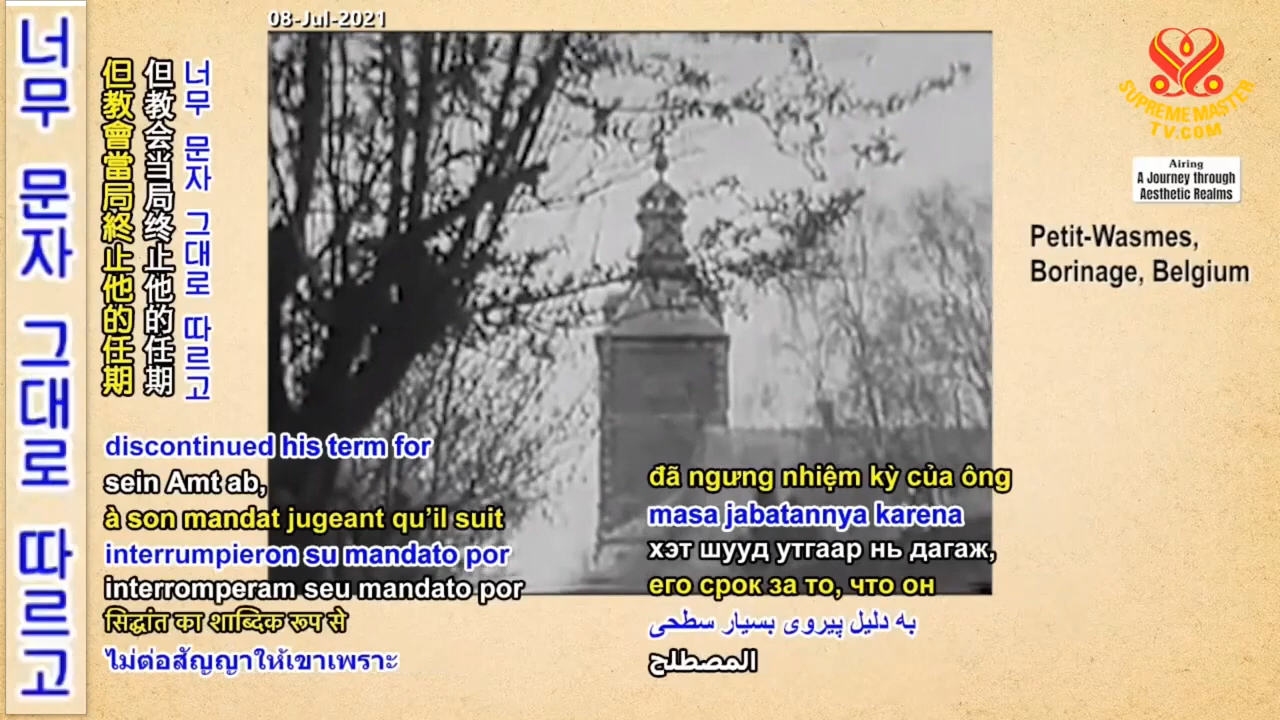 08-Jul-2021
너무 문자 그대로 따르고
但教會當局終止他的任期
但教会当局终止他的任期
너무 문자 그대로 따르고
SUPREME MASTER
TV.COM
Airing
A Journey through
Aesthetic Realms
Petit-Wasmes,
Borinage, Belgium
discontinued his term for
sein Amt ab,
à son mandat jugeant qu'il suit
interrumpieron su mandato por
interromperam seu mandato por
सिद्धांत का शाब्दिक रूप से
ไม่ต่อสัญญาให้เขาเพราะ
đã ngưng nhiệm kỳ của ông
masa jabatannya karena
хэт шууд утгаар нь дагаж,
его срок за то, что он
به دلیل پیروی بسیار سطحی
المصطلح